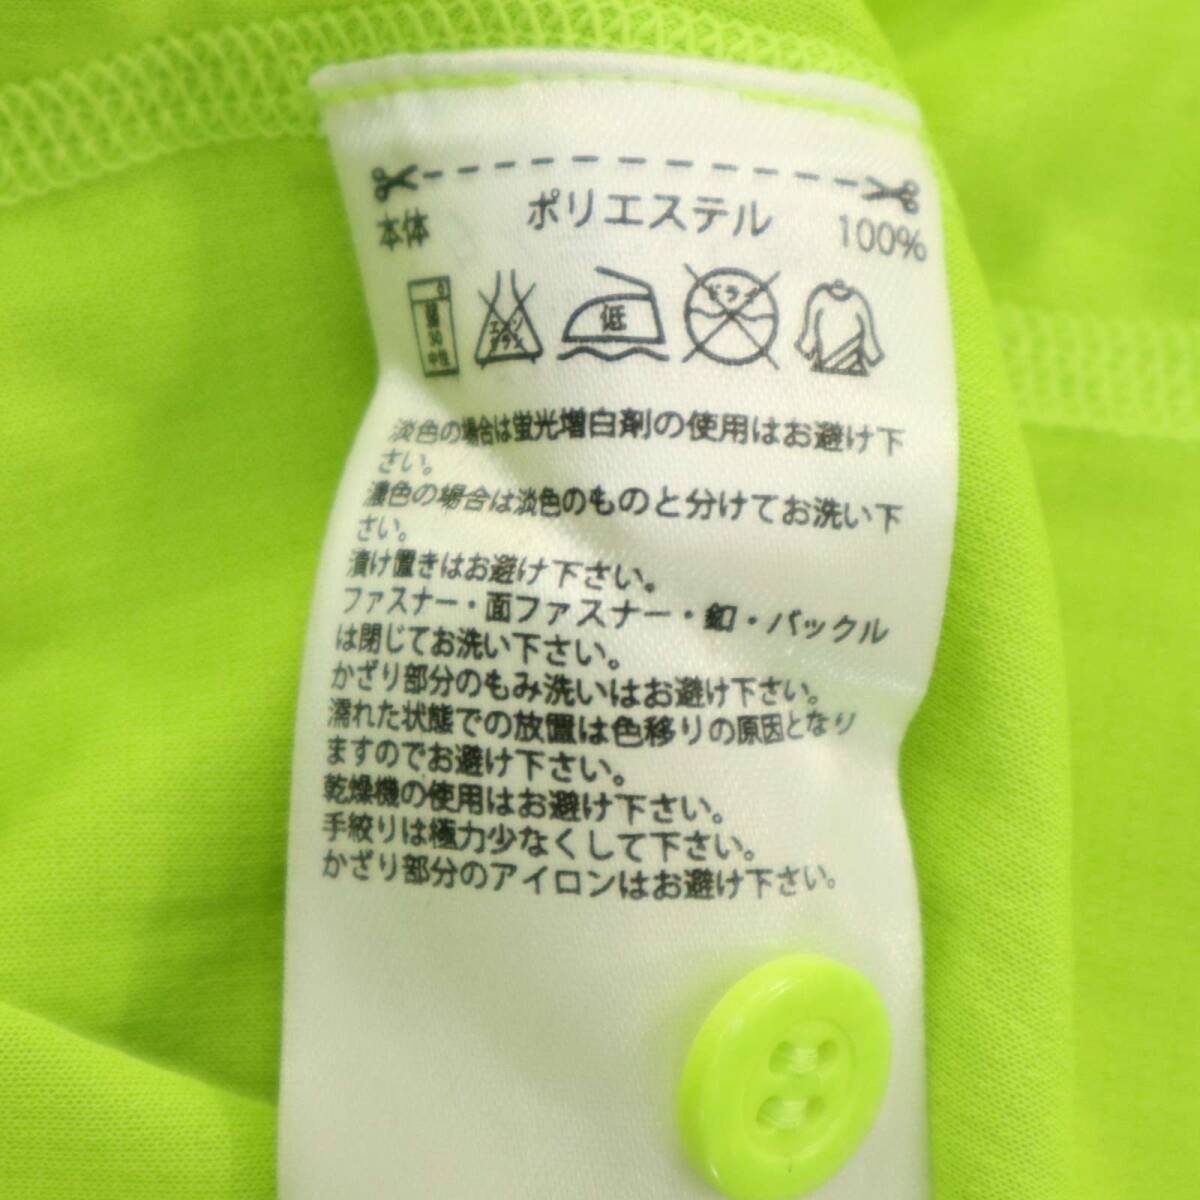 本体 ポリエステル 100%
低 ドライ
淡色の場合は蛍光増白剤の使用はお避け下
さい。
濃色の場合は淡色のものと分けてお洗い下
さい。
漬け置きはお避け下さい。
ファスナー・面ファスナー・釦・バックル
は閉じてお洗い下さい。
かざり部分のもみ洗いはお避け下さい。
濡れた状態での放置は色移りの原因となり
ますのでお避け下さい。
乾燥機の使用はお避け下さい。
手絞りは極力少なくして下さい。
かざり部分のアイロンはお避け下さい。